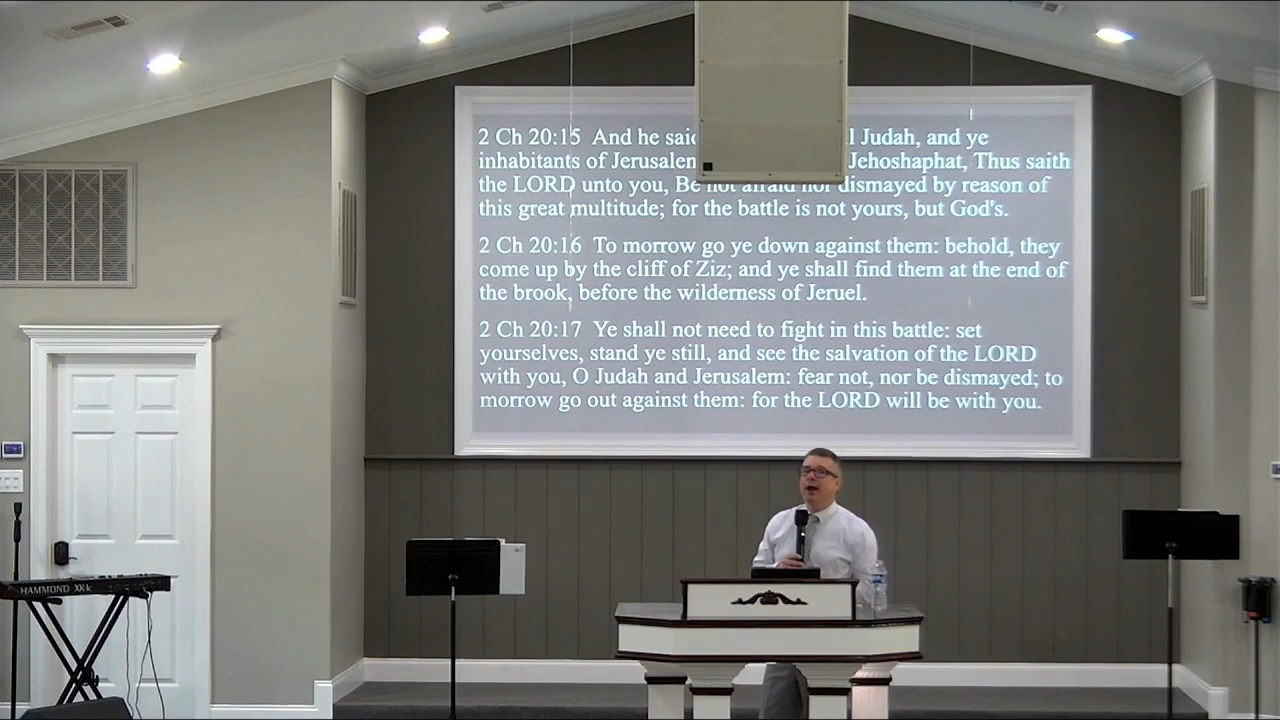 2 Ch 20:15 And he said l Judah, and ye
inhabitants of Jerusalem Jehoshaphat, Thus saith
the LORD unto you, Be not afraid nor dismayed by reason of
this great multitude; for the battle is not yours, but God's.
2 Ch 20:16 To morrow go ye down against them: behold, they
come up by the cliff of Ziz; and ye shall find them at the end of
the brook, before the wilderness of Jeruel.
2 Ch 20:17 Ye shall not need to fight in this battle: set
yourselves, stand ye still, and see the salvation of the LORD
with you, O Judah and Jerusalem: fear not, nor be dismayed; to
morrow go out against them: for the LORD will be with you.
HAMMOND